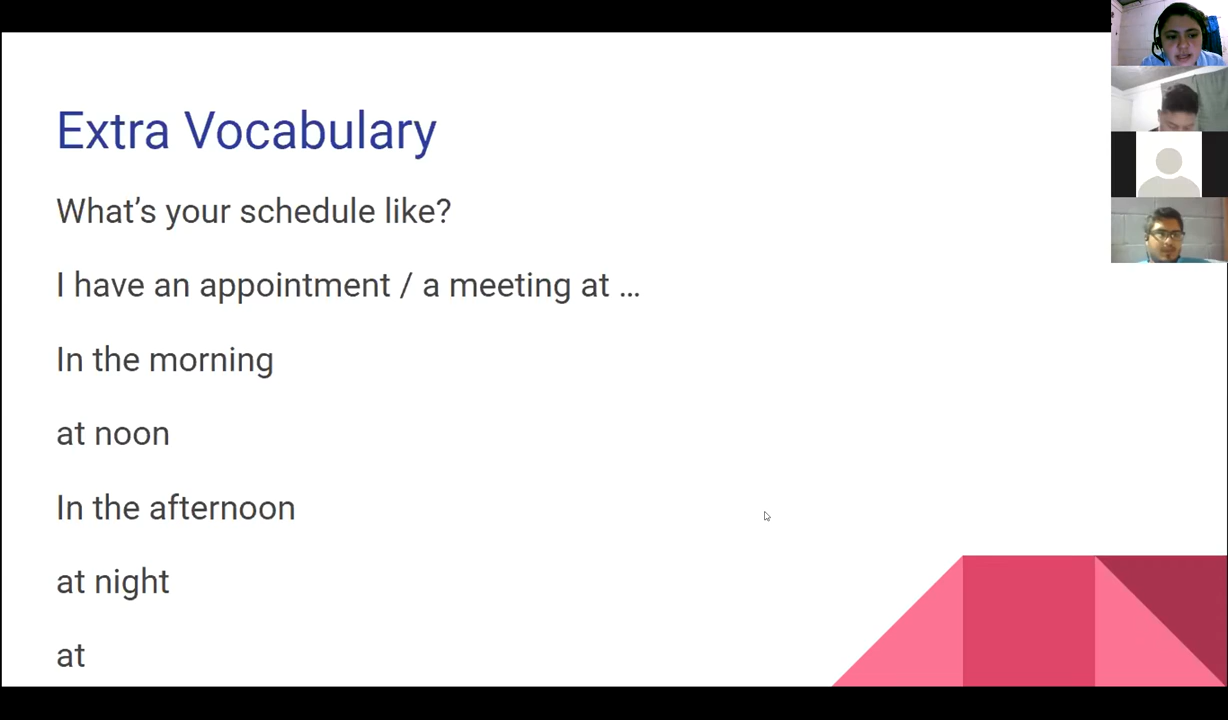 Extra Vocabulary
What's your schedule like?
I have an appointment / a meeting at ...
In the morning
at noon
In the afternoon
at night
at